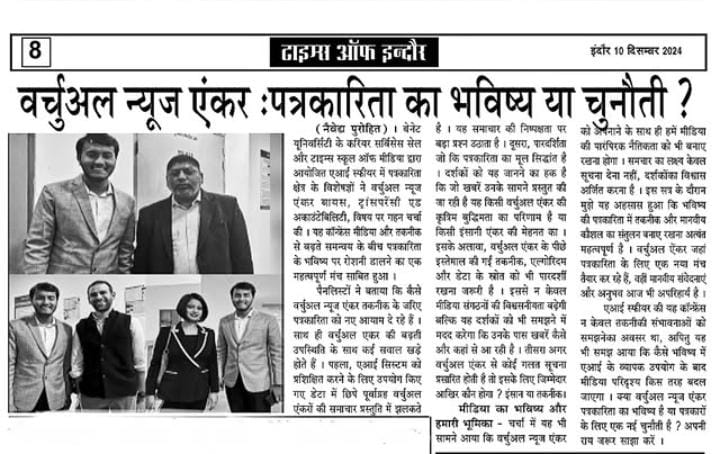 8
टाइम्स ऑफ इन्दौर
इंदौर 10 दिसम्बर 2024
वर्चुअल न्यूज एंकर :पत्रकारिता का भविष्य या चुनौती ?
(नैवेद्य पुरोहित) । बेनेट
यूनिवर्सिटी के करियर सर्विसेस सेल
और टाइम्स स्कूल ऑफ मीडिया द्वारा
आयोजित एआई स्फीयर में पत्रकारिता
क्षेत्र के विशेषज्ञों ने वर्चुअल न्यूज
एंकर बायस, ट्रांसपरेंसी एंड
अकाउंटेबिलिटी, विषय पर गहन चर्चा
की । यह कॉन्फ्रेंस मीडिया और तकनीक
से बढ़ते समन्वय के बीच पत्रकारिता
के भविष्य पर रोशनी डालने का एक
महत्वपूर्ण मंच साबित हुआ ।
पैनलिस्टों ने बताया कि कैसे
वर्चुअल न्यूज एंकर तकनीक के जरिए
पत्रकारिता को नए आयाम दे रहे हैं ।
साथ ही वर्चुअल एंकर की बढ़ती
उपस्थिति के साथ कई सवाल खड़े
होते हैं । पहला, एआई सिस्टम को
प्रशिक्षित करने के लिए उपयोग किए
गए डेटा में छिपे पूर्वाग्रह वर्चुअल
एंकरों की समाचार प्रस्तुति में झलकते
है । यह समाचार की निष्पक्षता पर
बड़ा प्रश्न उठाता है । दूसरा, पारदर्शिता
जो कि पत्रकारिता का मूल सिद्धांत है
। दर्शकों को यह जानने का हक है
कि जो खबरें उनके सामने प्रस्तुत की
जा रही है वह किसी वर्चुअल एंकर की
कृत्रिम बुद्धिमता का परिणाम है या
किसी इंसानी एंकर की मेहनत का ।
इसके अलावा, वर्चुअल एंकर के पीछे
इस्तेमाल की गई तकनीक, एल्गोरिदम
और डेटा के स्रोत को भी पारदर्शी
रखना जरूरी है । इससे न केवल
मीडिया संगठनों की विश्वसनीयता बढ़ेगी
बल्कि यह दर्शकों को भी समझने में
मदद करेगा कि उनके पास खबरें कैसे
और कहां से आ रही है । तीसरा अगर
वर्चुअल एंकर से कोई गलत सूचना
प्रसारित होती है तो इसके लिए जिम्मेदार
आखिर कौन होगा ? इंसान या तकनीक।
मीडिया का भविष्य और
हमारी भूमिका - चर्चा में यह भी
सामने आया कि वर्चुअल न्यूज एंकर
को अपनाने के साथ ही हमें मीडिया
की पारंपरिक नैतिकता को भी बनाए
रखना होगा । समचार का लक्ष्य केवल
सूचना देना नहीं, दर्शकोंका विश्वास
अर्जित करना है । इस सत्र के दौरान
मुझे यह अहसास हुआ कि भविष्य
की पत्रकारिता में तकनीक और मानवीय
कौशल का संतुलन बनाए रखना अत्यंत
महत्वपूर्ण है । वर्चुअल एंकर जहां
पत्रकारिता के लिए एक नया मंच
तैयार कर रहे हैं, वहीं मानवीय संवेदनाएं
और अनुभव आज भी अपरिहार्य है ।
एआई स्फीयर की यह कॉन्फ्रेंस
न केवल तकनीकी संभावनाओं को
समझनेका अवसर था, अपितु यह
भी समझ आया कि कैसे भविष्य में
एआई के व्यापक उपयोग के बाद
मीडिया परिदृश्य किस तरह बदल
जाएगा । क्या वर्चुअल न्यूज एंकर
पत्रकारिता का भविष्य है या पत्रकारों
के लिए एक नई चुनौती है ? अपनी
राय जरूर साझा करें ।